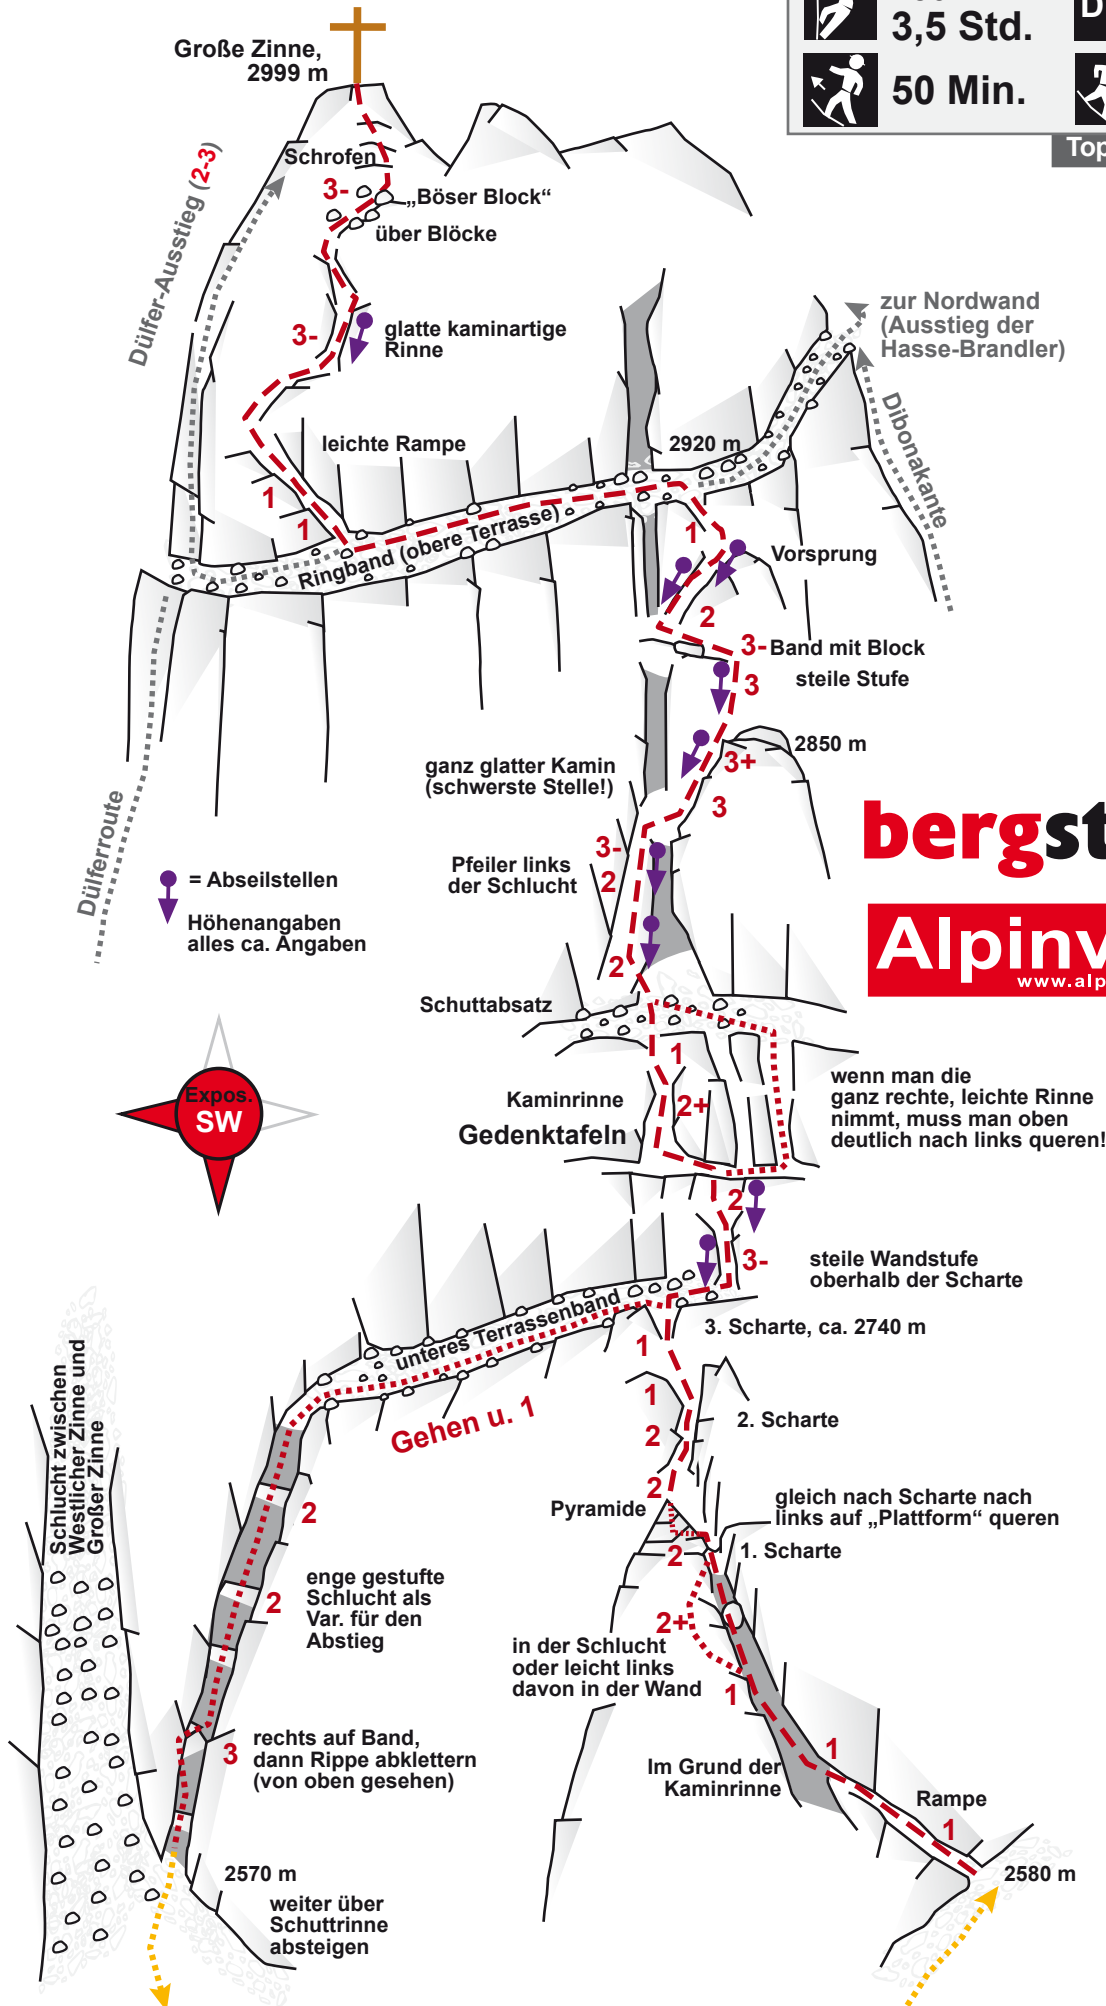 3,5 Std.
D
50 Min.
Top
Große Zinne,
2999 m
Schrofen
3-
„Böser Block“
über Blöcke
Dülfer-Ausstieg (2-3)
3-
glatte kaminartige
Rinne
zur Nordwand
(Ausstieg der
Hasse-Brandler)
Dibonakante
leichte Rampe
2920 m
1
1
Ringband (obere Terrasse)
1
Vorsprung
2
3-
Band mit Block
3
steile Stufe
2850 m
3+
3
ganz glatter Kamin
(schwerste Stelle!)
bergst
Dülferroute
3-
2
Pfeiler links
der Schlucht
= Abseilstellen
Höhenangaben
alles ca. Angaben
Alpinv
www.alp
2
Schuttabsatz
1
Expos.
SW
Kaminrinne
2+
Gedenktafeln
wenn man die
ganz rechte, leichte Rinne
nimmt, muss man oben
deutlich nach links queren!
2
3-
steile Wandstufe
oberhalb der Scharte
unteres Terrassenband
3. Scharte, ca. 2740 m
1
Gehen u. 1
1
2. Scharte
2
Schlucht zwischen
Westlicher Zinne und
Großer Zinne
2
Pyramide
gleich nach Scharte nach
links auf „Plattform“ queren
2
2
1. Scharte
enge gestufte
Schlucht als
Var. für den
Abstieg
2
2+
in der Schlucht
oder leicht links
davon in der Wand
1
3
rechts auf Band,
dann Rippe abklettern
(von oben gesehen)
1
Im Grund der
Kaminrinne
Rampe
1
2570 m
2580 m
weiter über
Schuttrinne
absteigen